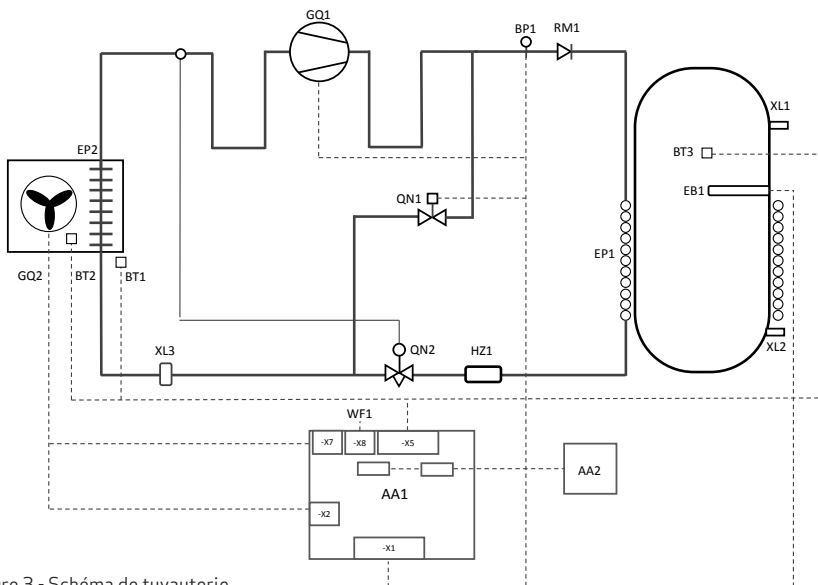 GQ1
BP1
RM1
XL1
EP2
BT3
EB1
QN1
EP1
GQ2
BT2
BT1
XL3
QN2
HZ1
XL2
WF1
-X7
-X8
-X5
AA1
AA2
-X2
-X1
re 3 - Schéma de tuyauterie